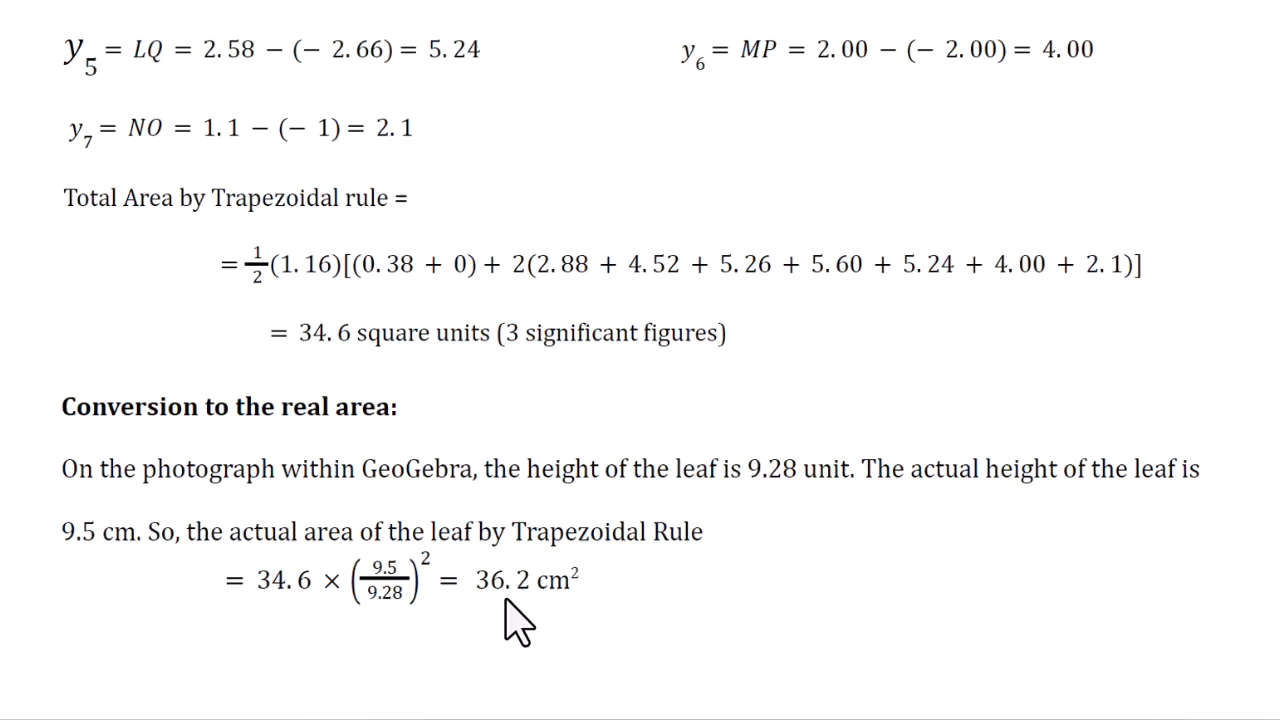 y₅ = LQ = 2.58 − (− 2.66) = 5.24
y₆ = MP = 2.00 − (− 2.00) = 4.00
y₇ = NO = 1.1 − (− 1) = 2.1
Total Area by Trapezoidal rule =
= 1/2 (1.16)[(0.38 + 0) + 2(2.88 + 4.52 + 5.26 + 5.60 + 5.24 + 4.00 + 2.1)]
= 34.6 square units (3 significant figures)
Conversion to the real area:
On the photograph within GeoGebra, the height of the leaf is 9.28 unit. The actual height of the leaf is
9.5 cm. So, the actual area of the leaf by Trapezoidal Rule
= 34.6 × (9.5/9.28)² = 36.2 cm²